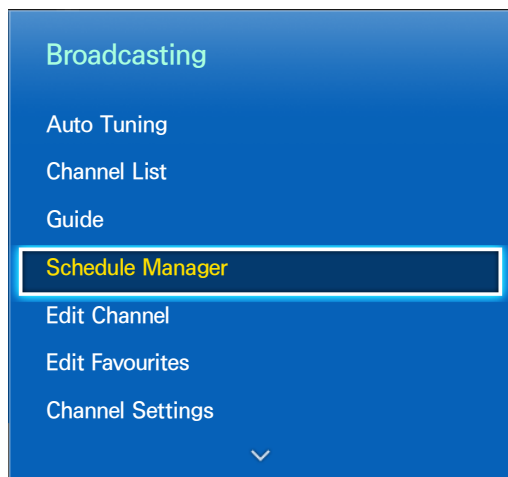 Broadcasting
Auto Tuning
Channel List
Guide
Schedule Manager
Edit Channel
Edit Favourites
Channel Settings